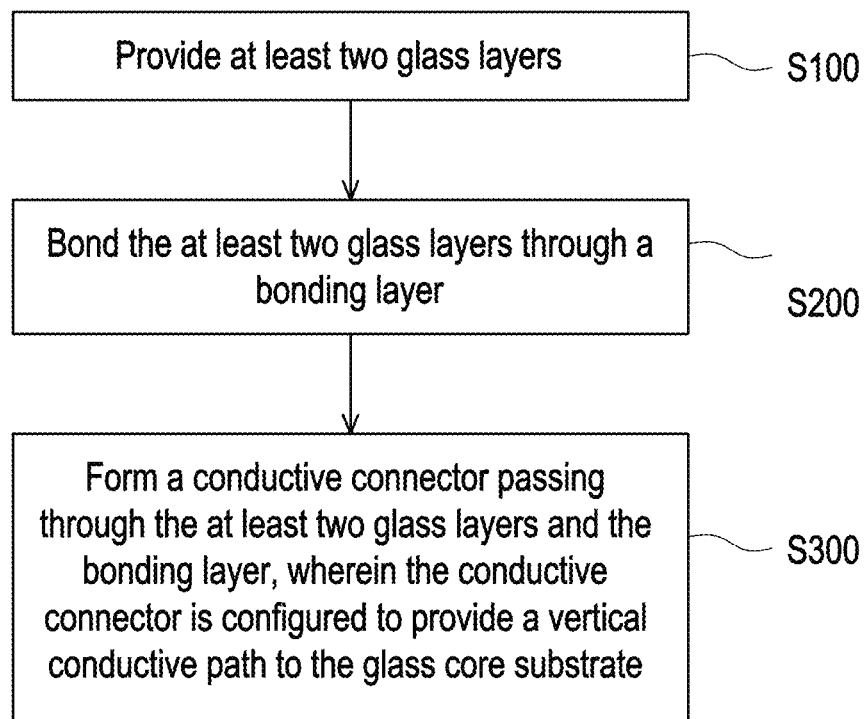 Provide at least two glass layers
S100
Bond the at least two glass layers through a
bonding layer
S200
Form a conductive connector passing
through the at least two glass layers and the
bonding layer, wherein the conductive
connector is configured to provide a vertical
conductive path to the glass core substrate
S300